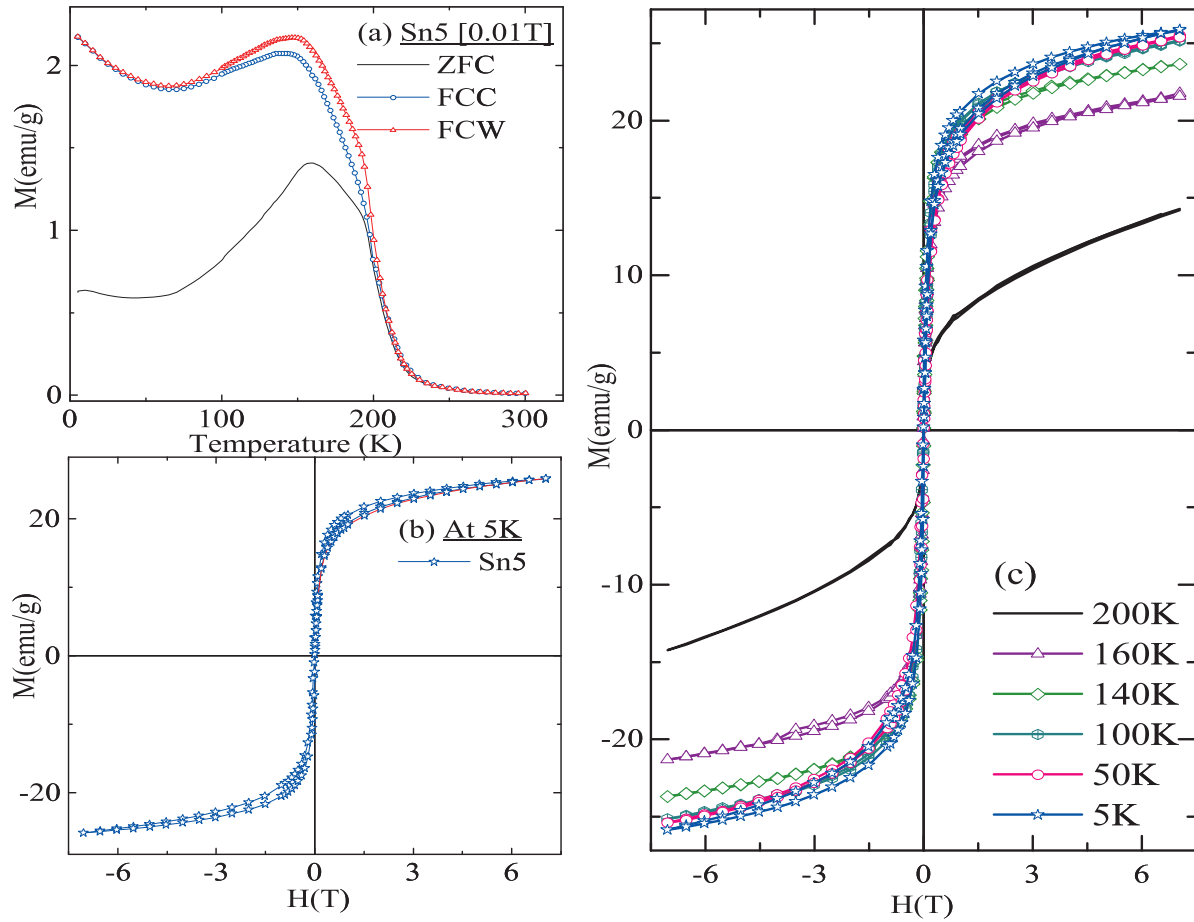 (a) Sn5 [0.01T]
ZFC
FCC
FCW
M(emu/g)
2
1
0
0
100
200
300
Temperature (K)
(b) At 5K
Sn5
M(emu/g)
20
0
-20
-6
-3
0
3
6
H(T)
(c)
200K
160K
140K
100K
50K
5K
M(emu/g)
20
10
0
-10
-20
-6
-3
0
3
6
H(T)